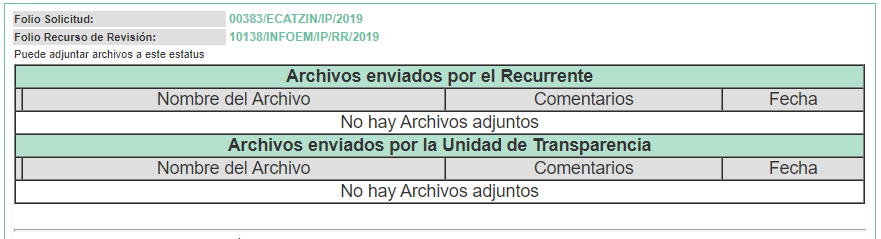 Folio Solicitud: 00383/ECATZIN/IP/2019
Folio Recurso de Revisión: 10138/INFOEM/IP/RR/2019
Puede adjuntar archivos a este estatus
Archivos enviados por el Recurrente
Nombre del Archivo Comentarios Fecha
No hay Archivos adjuntos
Archivos enviados por la Unidad de Transparencia
Nombre del Archivo Comentarios Fecha
No hay Archivos adjuntos